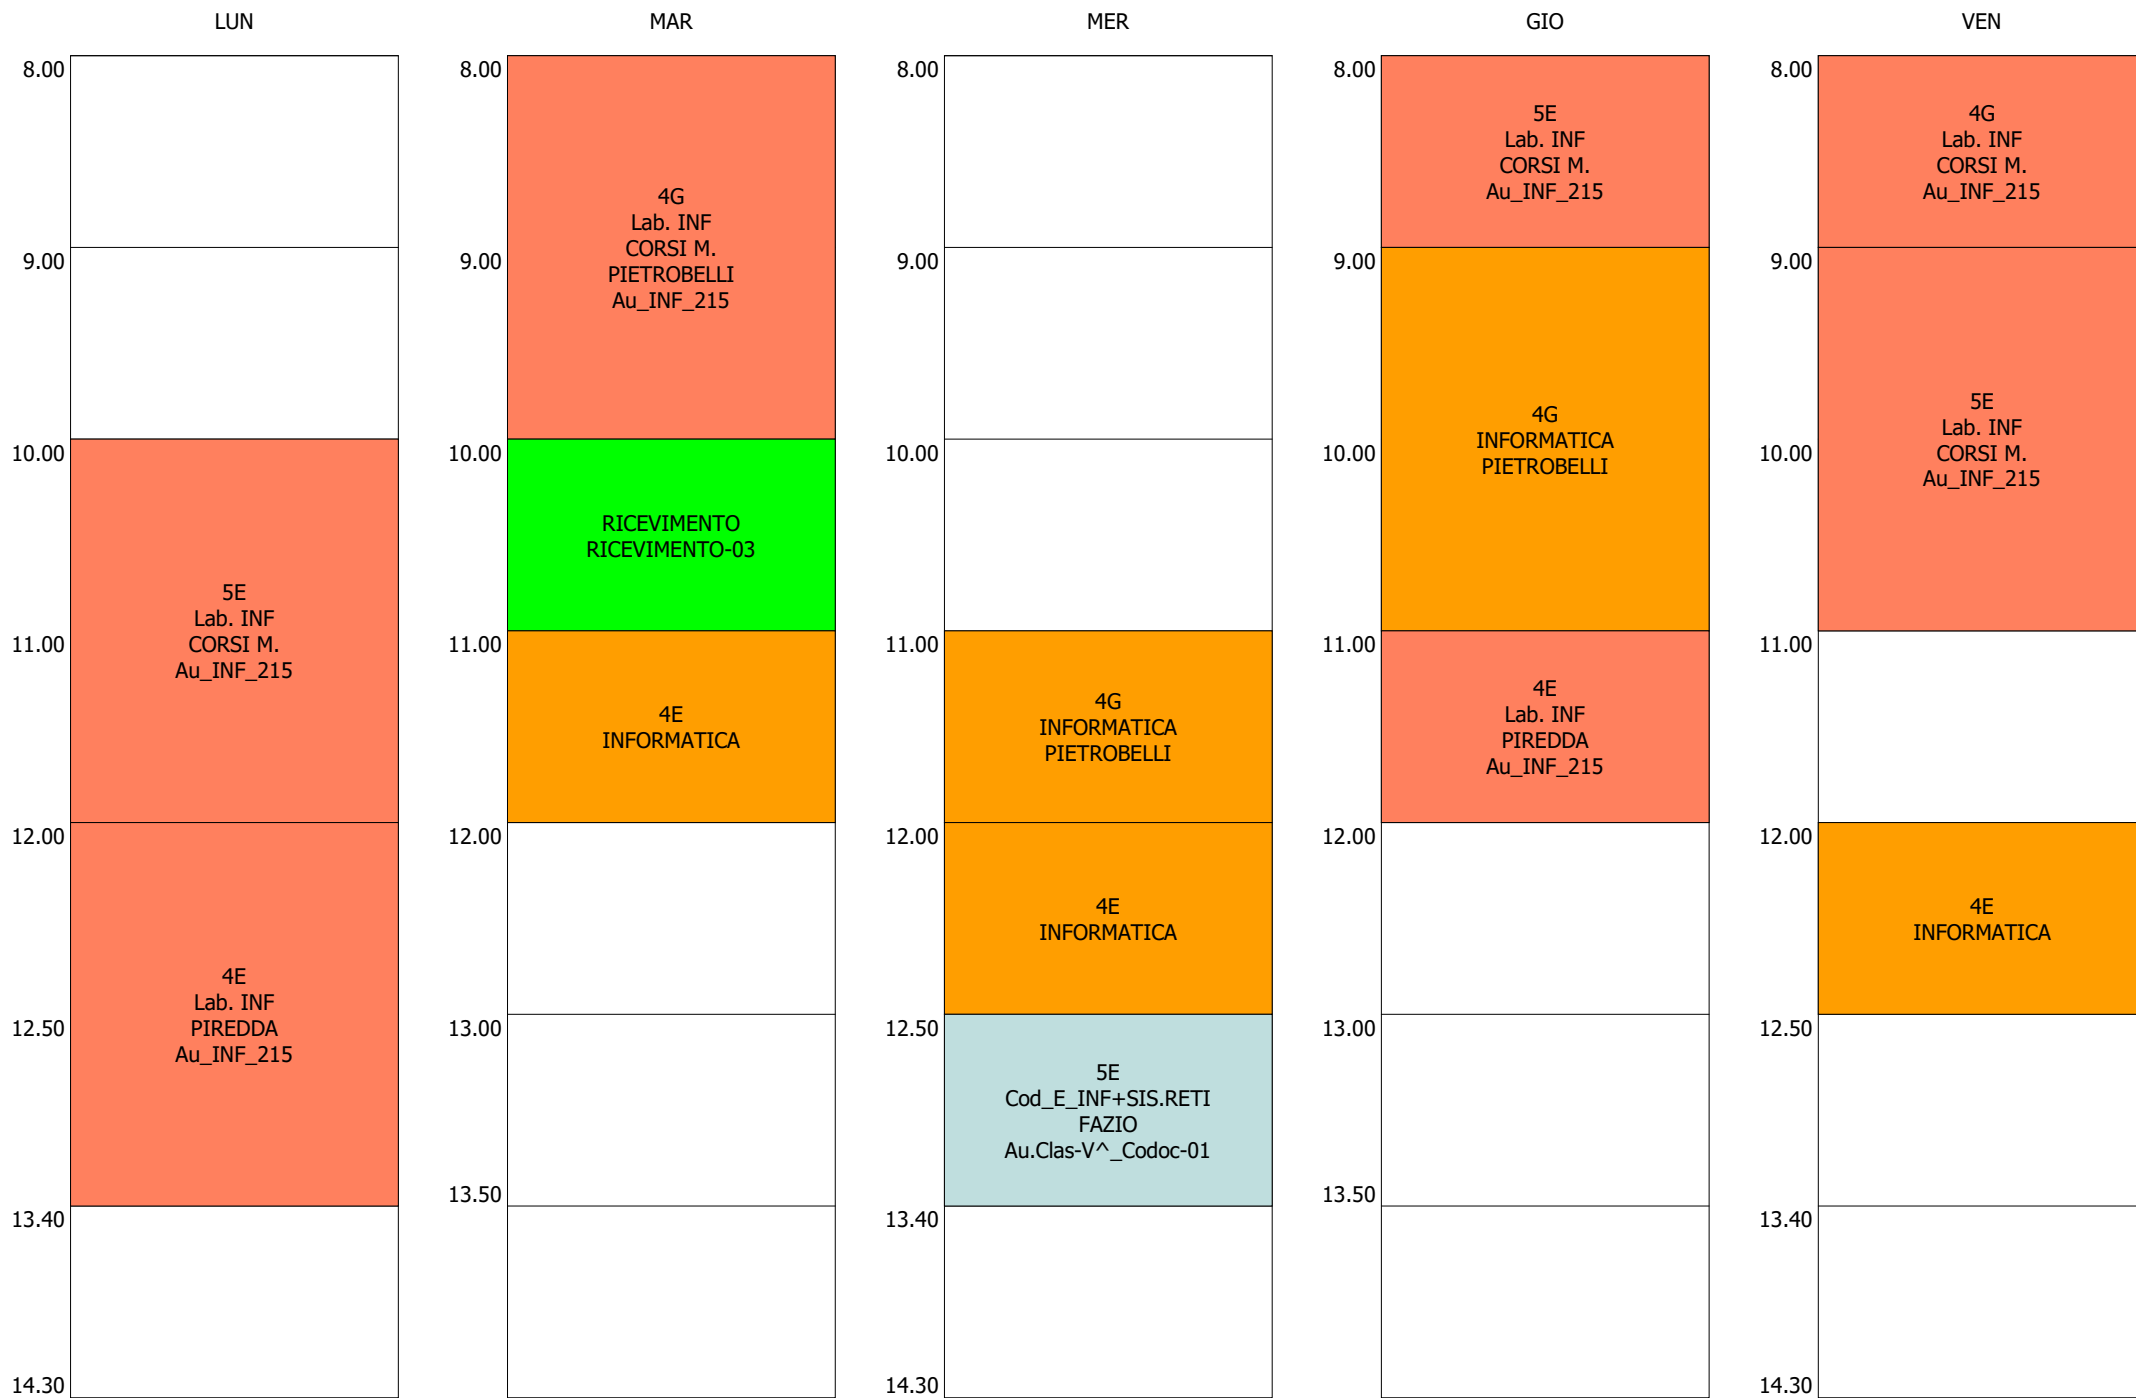 LUN
8.00
9.00
10.00
5E
Lab. INF
CORSI M.
Au_INF_215
11.00
12.00
4E
Lab. INF
PIREDDA
Au_INF_215
12.50
13.40
14.30
MAR
8.00
4G
Lab. INF
CORSI M.
PIETROBELLI
Au_INF_215
9.00
10.00
RICEVIMENTO
RICEVIMENTO-03
11.00
4E
INFORMATICA
12.00
13.00
13.50
MER
8.00
9.00
10.00
11.00
4G
INFORMATICA
PIETROBELLI
12.00
4E
INFORMATICA
12.50
5E
Cod_E_INF+SIS.RETI
FAZIO
Au.Clas-V^_Codoc-01
13.40
14.30
GIO
8.00
5E
Lab. INF
CORSI M.
Au_INF_215
9.00
4G
INFORMATICA
PIETROBELLI
10.00
11.00
4E
Lab. INF
PIREDDA
Au_INF_215
12.00
13.00
13.50
VEN
8.00
4G
Lab. INF
CORSI M.
Au_INF_215
9.00
5E
Lab. INF
CORSI M.
Au_INF_215
10.00
11.00
12.00
4E
INFORMATICA
12.50
13.40
14.30